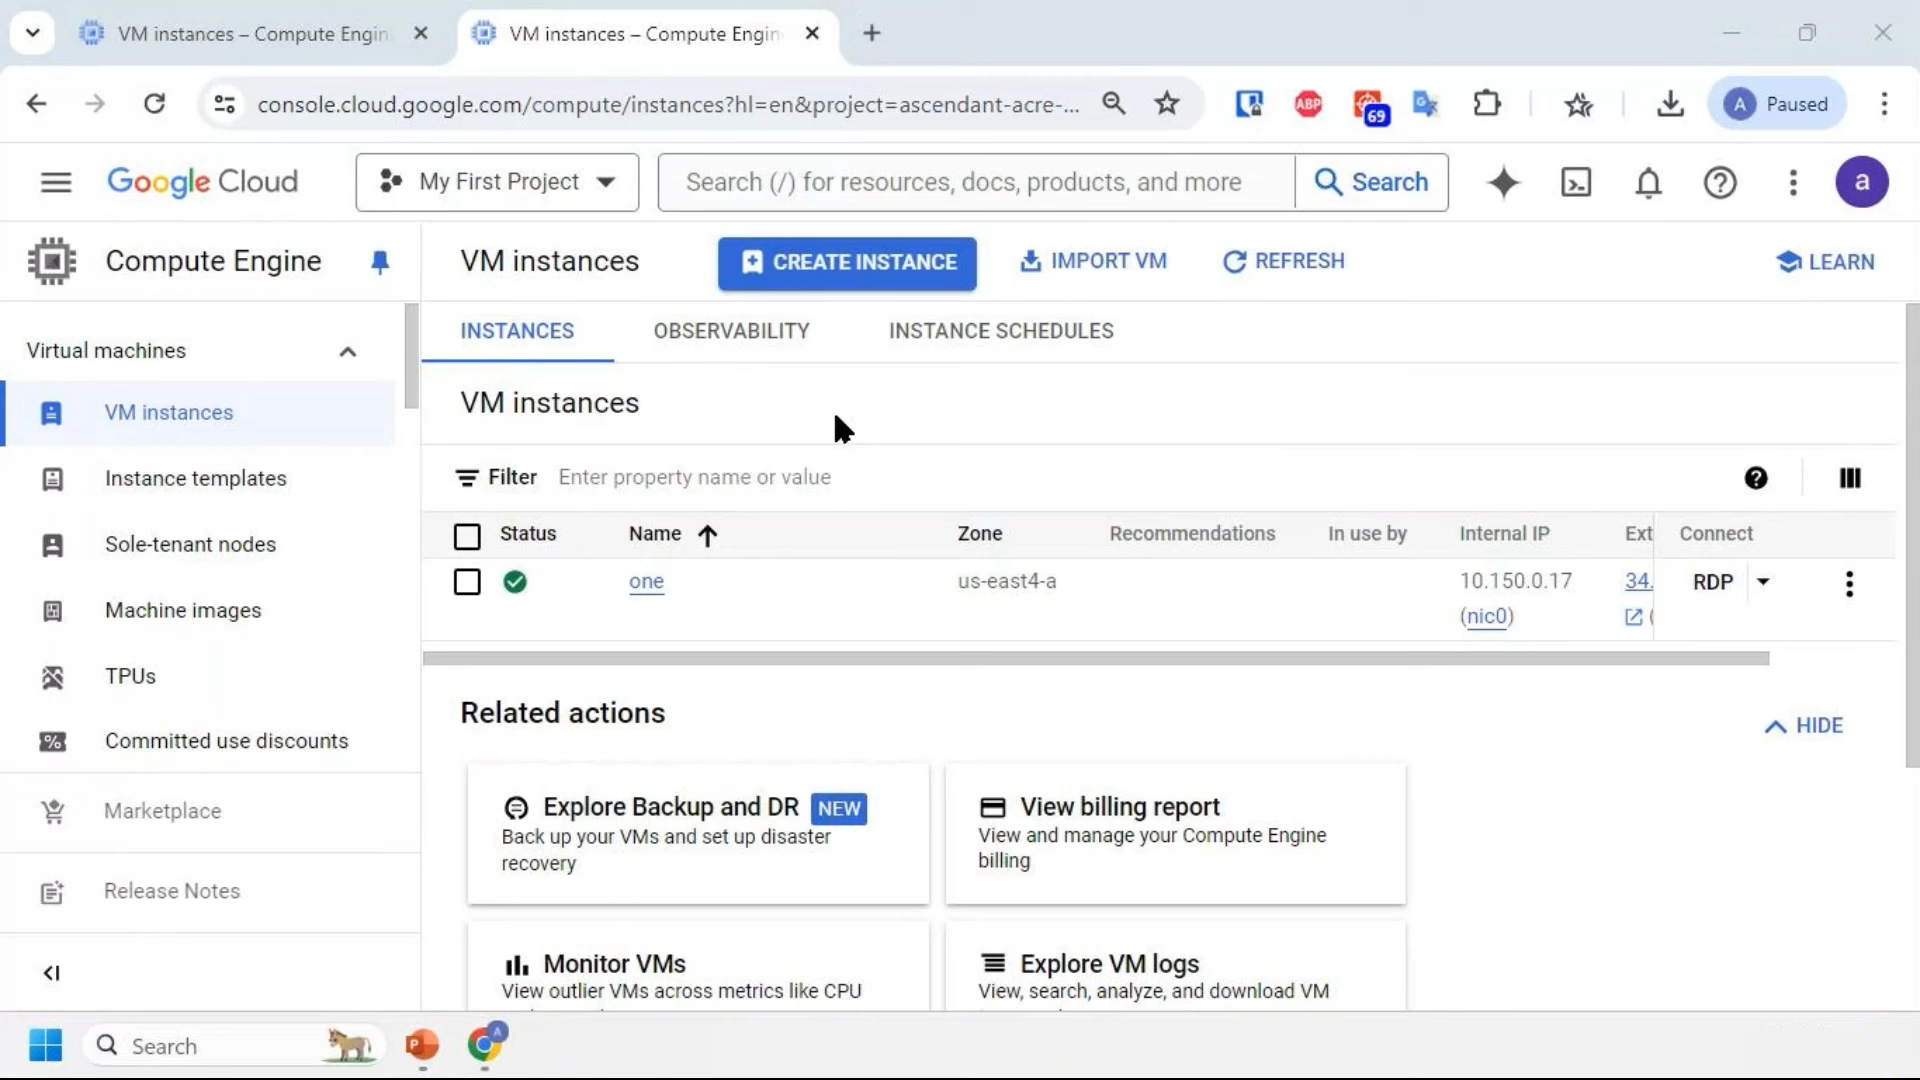 VM instances – Compute Engin
VM instances – Compute Engin
console.cloud.google.com/compute/instances?hl=en&project=ascendant-acre-...
ABP
69
A Paused
Google Cloud
My First Project
Search (/) for resources, docs, products, and more
Search
a
Compute Engine
VM instances
CREATE INSTANCE
IMPORT VM
REFRESH
LEARN
Virtual machines
VM instances
Instance templates
Sole-tenant nodes
Machine images
TPUs
Committed use discounts
Marketplace
Release Notes
INSTANCES OBSERVABILITY INSTANCE SCHEDULES
VM instances
Filter Enter property name or value
Status Name Zone Recommendations In use by Internal IP Ext Connect
one us-east4-a 10.150.0.17 34. RDP
(nic0) (
Related actions
HIDE
Explore Backup and DR NEW
Back up your VMs and set up disaster
recovery
View billing report
View and manage your Compute Engine
billing
Monitor VMs
View outlier VMs across metrics like CPU
Explore VM logs
View, search, analyze, and download VM
Search
P
A